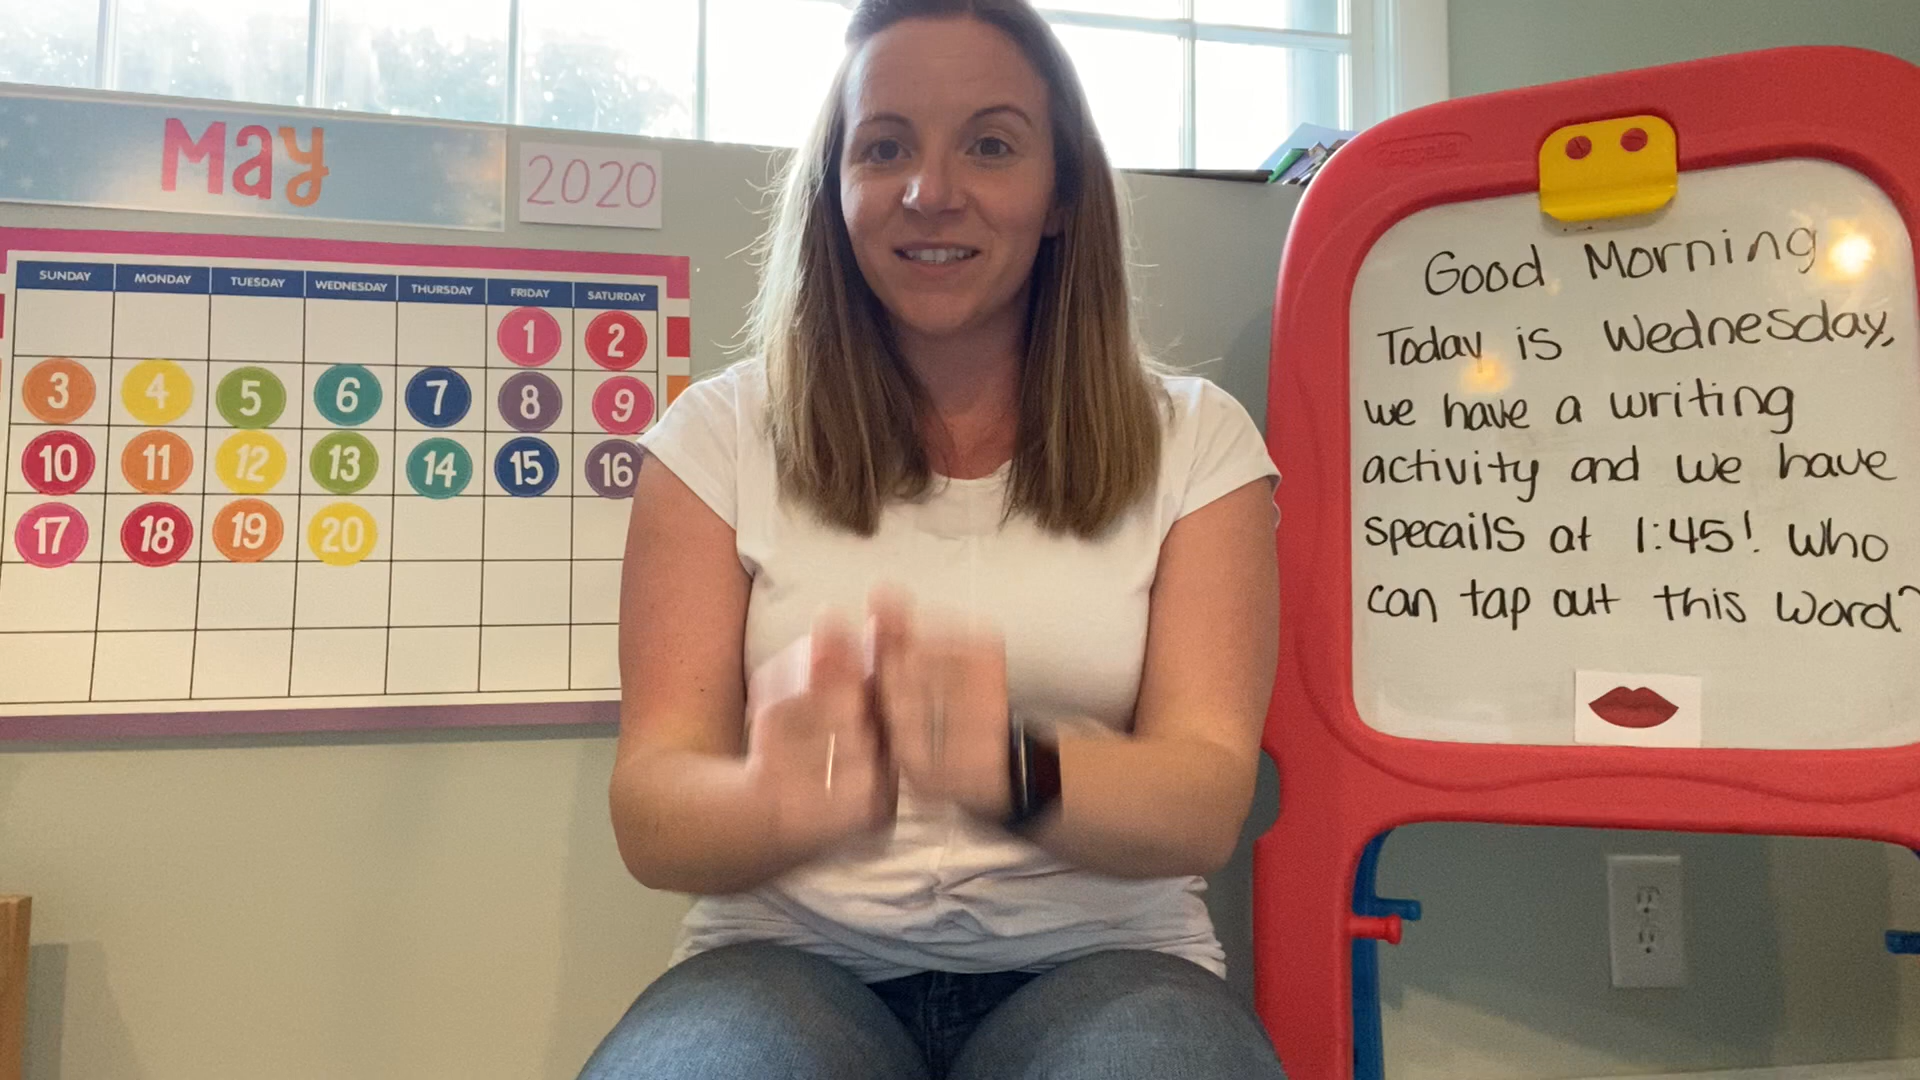 May
2020
SUNDAY MONDAY TUESDAY WEDNESDAY THURSDAY FRIDAY SATURDAY
1 2
3 4 5 6 7 8 9
10 11 12 13 14 15 16
17 18 19 20
Good Morning
Today is Wednesday,
we have a writing
activity and we have
specails at 1:45! Who
can tap out this word?